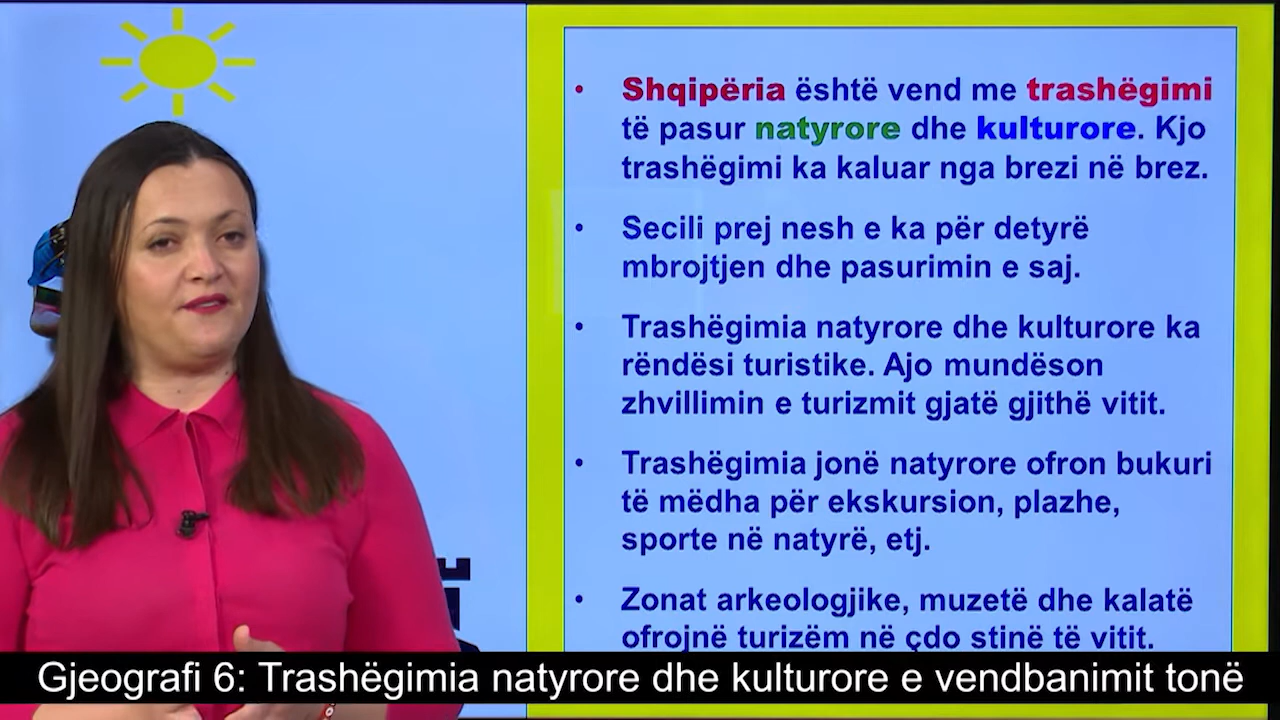 • Shqipëria është vend me trashëgimi
të pasur natyrore dhe kulturore. Kjo
trashëgimi ka kaluar nga brezi në brez.
• Secili prej nesh e ka për detyrë
mbrojtjen dhe pasurimin e saj.
• Trashëgimia natyrore dhe kulturore ka
rëndësi turistike. Ajo mundëson
zhvillimin e turizmit gjatë gjithë vitit.
• Trashëgimia jonë natyrore ofron bukuri
të mëdha për ekskursion, plazhe,
sporte në natyrë, etj.
• Zonat arkeologjike, muzetë dhe kalatë
ofrojnë turizëm në çdo stinë të vitit.
Gjeografi 6: Trashëgimia natyrore dhe kulturore e vendbanimit tonë